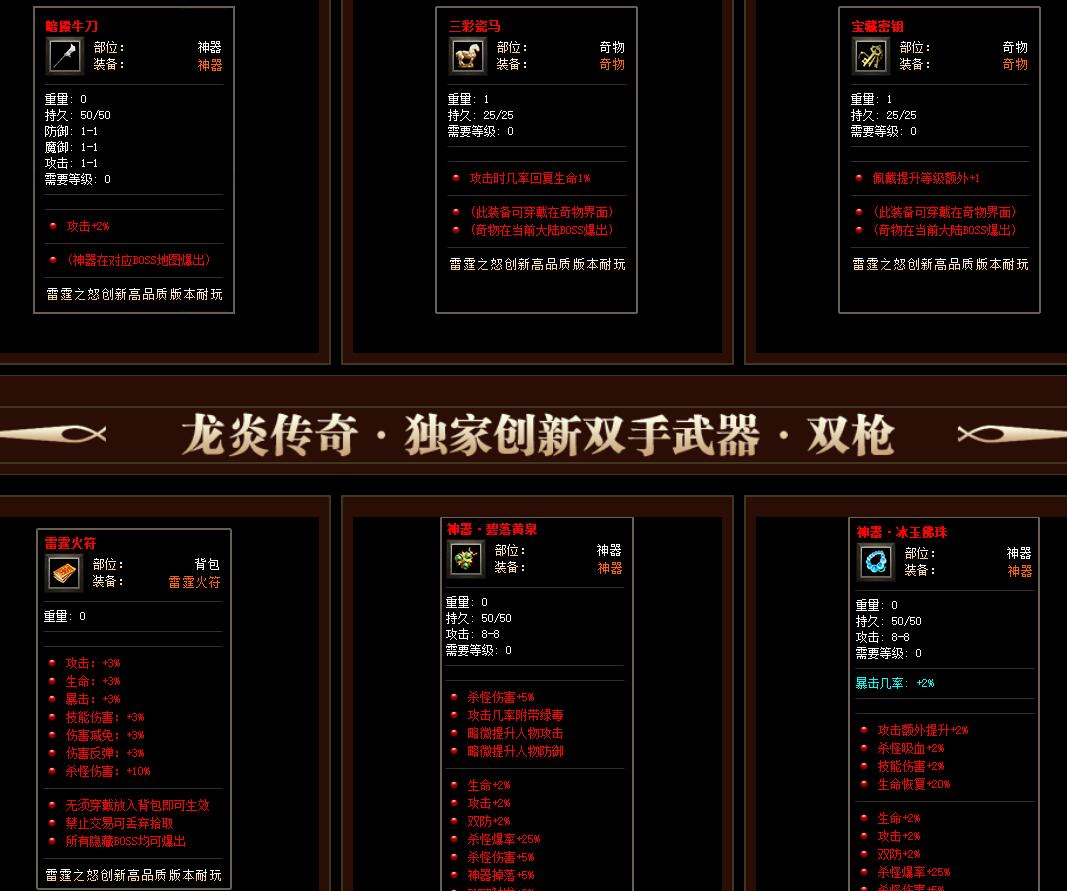 暗殿牛刀
部位： 神器
装备： 神器
重量: 0
持久: 50/50
防御: 1-1
魔御: 1-1
攻击: 1-1
需要等级: 0
攻击+2%
(神器在对应BOSS地图爆出)
雷霆之怒创新高品质版本耐玩
三彩瓷马
部位： 奇物
装备： 奇物
重量: 1
持久: 25/25
需要等级: 0
攻击时几率回复生命1%
(此装备可穿戴在奇物界面)
(奇物在当前大陆BOSS爆出)
雷霆之怒创新高品质版本耐玩
宝藏密钥
部位： 奇物
装备： 奇物
重量: 1
持久: 25/25
需要等级: 0
佩戴提升等级额外+1
(此装备可穿戴在奇物界面)
(奇物在当前大陆BOSS爆出)
雷霆之怒创新高品质版本耐玩
龙炎传奇·独家创新双手武器·双枪
雷霆火符
部位： 背包
装备： 雷霆火符
重量: 0
攻击: +3%
生命: +3%
暴击: +3%
技能伤害: +3%
伤害减免: +3%
伤害反弹: +3%
杀怪伤害: +10%
无须穿戴放入背包即可生效
禁止交易可丢弃拾取
所有隐藏BOSS均可爆出
雷霆之怒创新高品质版本耐玩
神器·碧落黄泉
部位： 神器
装备： 神器
重量: 0
持久: 50/50
攻击: 8-8
需要等级: 0
杀怪伤害+5%
攻击几率附带绿毒
略微提升人物攻击
略微提升人物防御
生命+2%
攻击+2%
双防+2%
杀怪爆率+25%
杀怪伤害+5%
神器掉落+5%
神器·冰玉佛珠
部位： 神器
装备： 神器
重量: 0
持久: 50/50
攻击: 8-8
需要等级: 0
暴击几率: +2%
攻击额外提升+2%
杀怪吸血+2%
技能伤害+2%
生命恢复+20%
生命+2%
攻击+2%
双防+2%
杀怪爆率+25%
杀怪伤害+5%